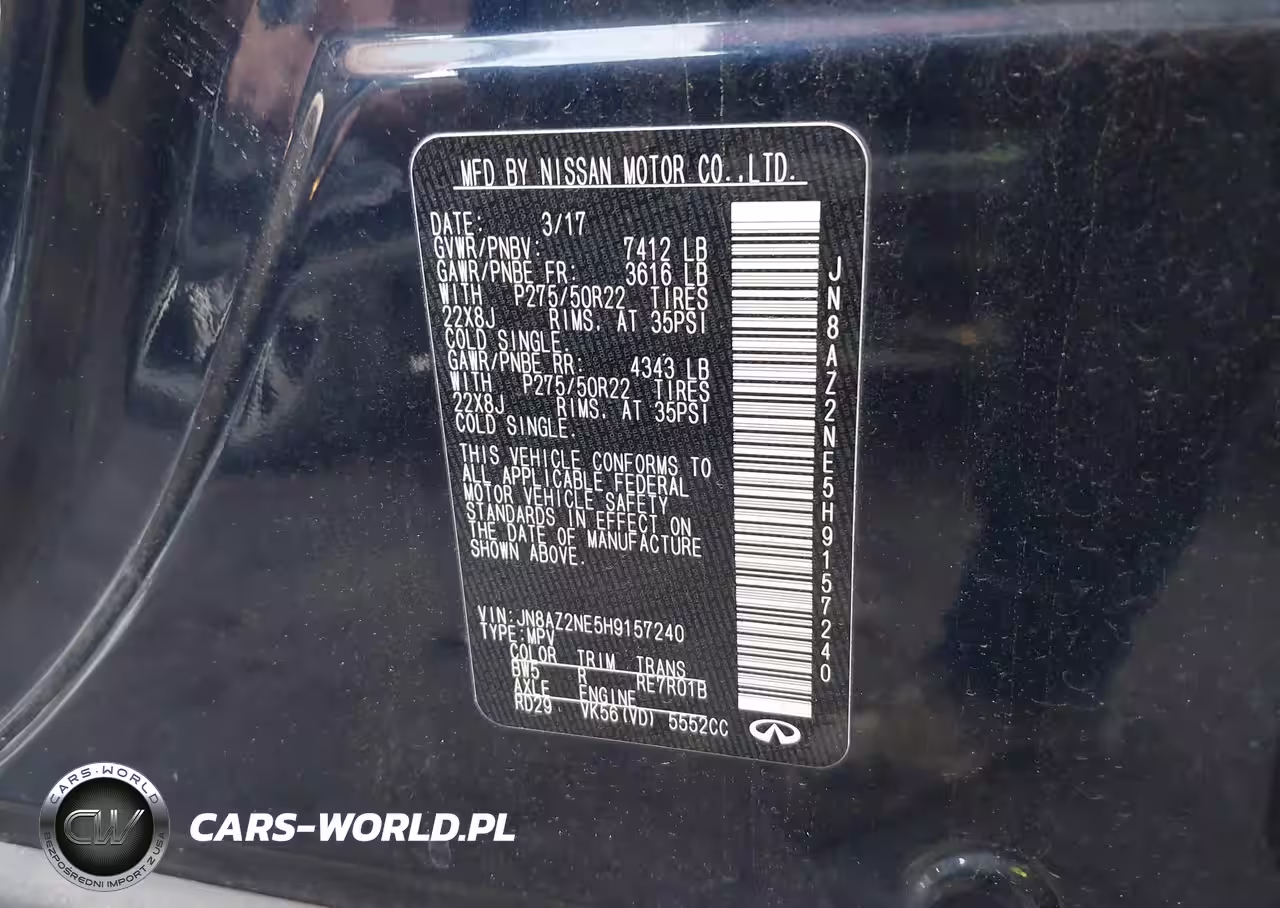 MFD BY NISSAN MOTOR CO.,LTD.
DATE: 3/17
GVWR/PNBV: 7412 LB
GAWR/PNBE FR: 3616 LB
WITH P275/50R22 TIRES
22X8J RIMS. AT 35PSI
COLD SINGLE.
GAWR/PNBE RR: 4343 LB
WITH P275/50R22 TIRES
22X8J RIMS. AT 35PSI
COLD SINGLE.
THIS VEHICLE CONFORMS TO
ALL APPLICABLE FEDERAL
MOTOR VEHICLE SAFETY
STANDARDS IN EFFECT ON
THE DATE OF MANUFACTURE
SHOWN ABOVE.
VIN:JN8AZ2NE5H9157240
TYPE:MPV
COLOR TRIM TRANS
BW5 R RE7R01B
AXLE ENGINE
RD29 VK56(VD) 5552CC
JN8AZ2NE5H9157240
CARS-WORLD
CW
BEZPOŚREDNI IMPORT Z USA
CARS-WORLD.PL